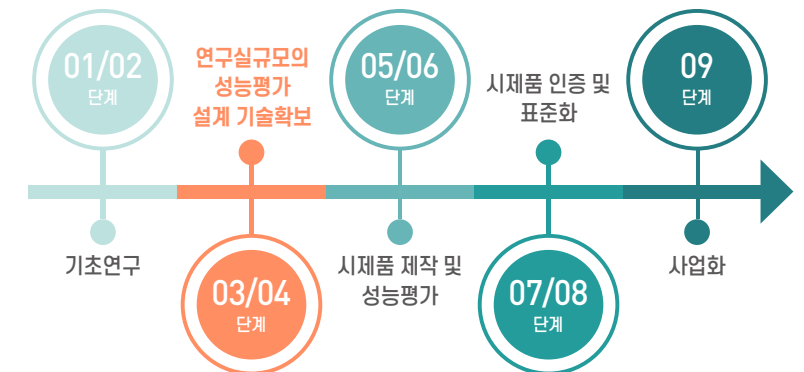 01/02
단계
기초연구
연구실규모의
성능평가
설계 기술확보
03/04
단계
05/06
단계
시제품 제작 및
성능평가
시제품 인증 및
표준화
07/08
단계
09
단계
사업화